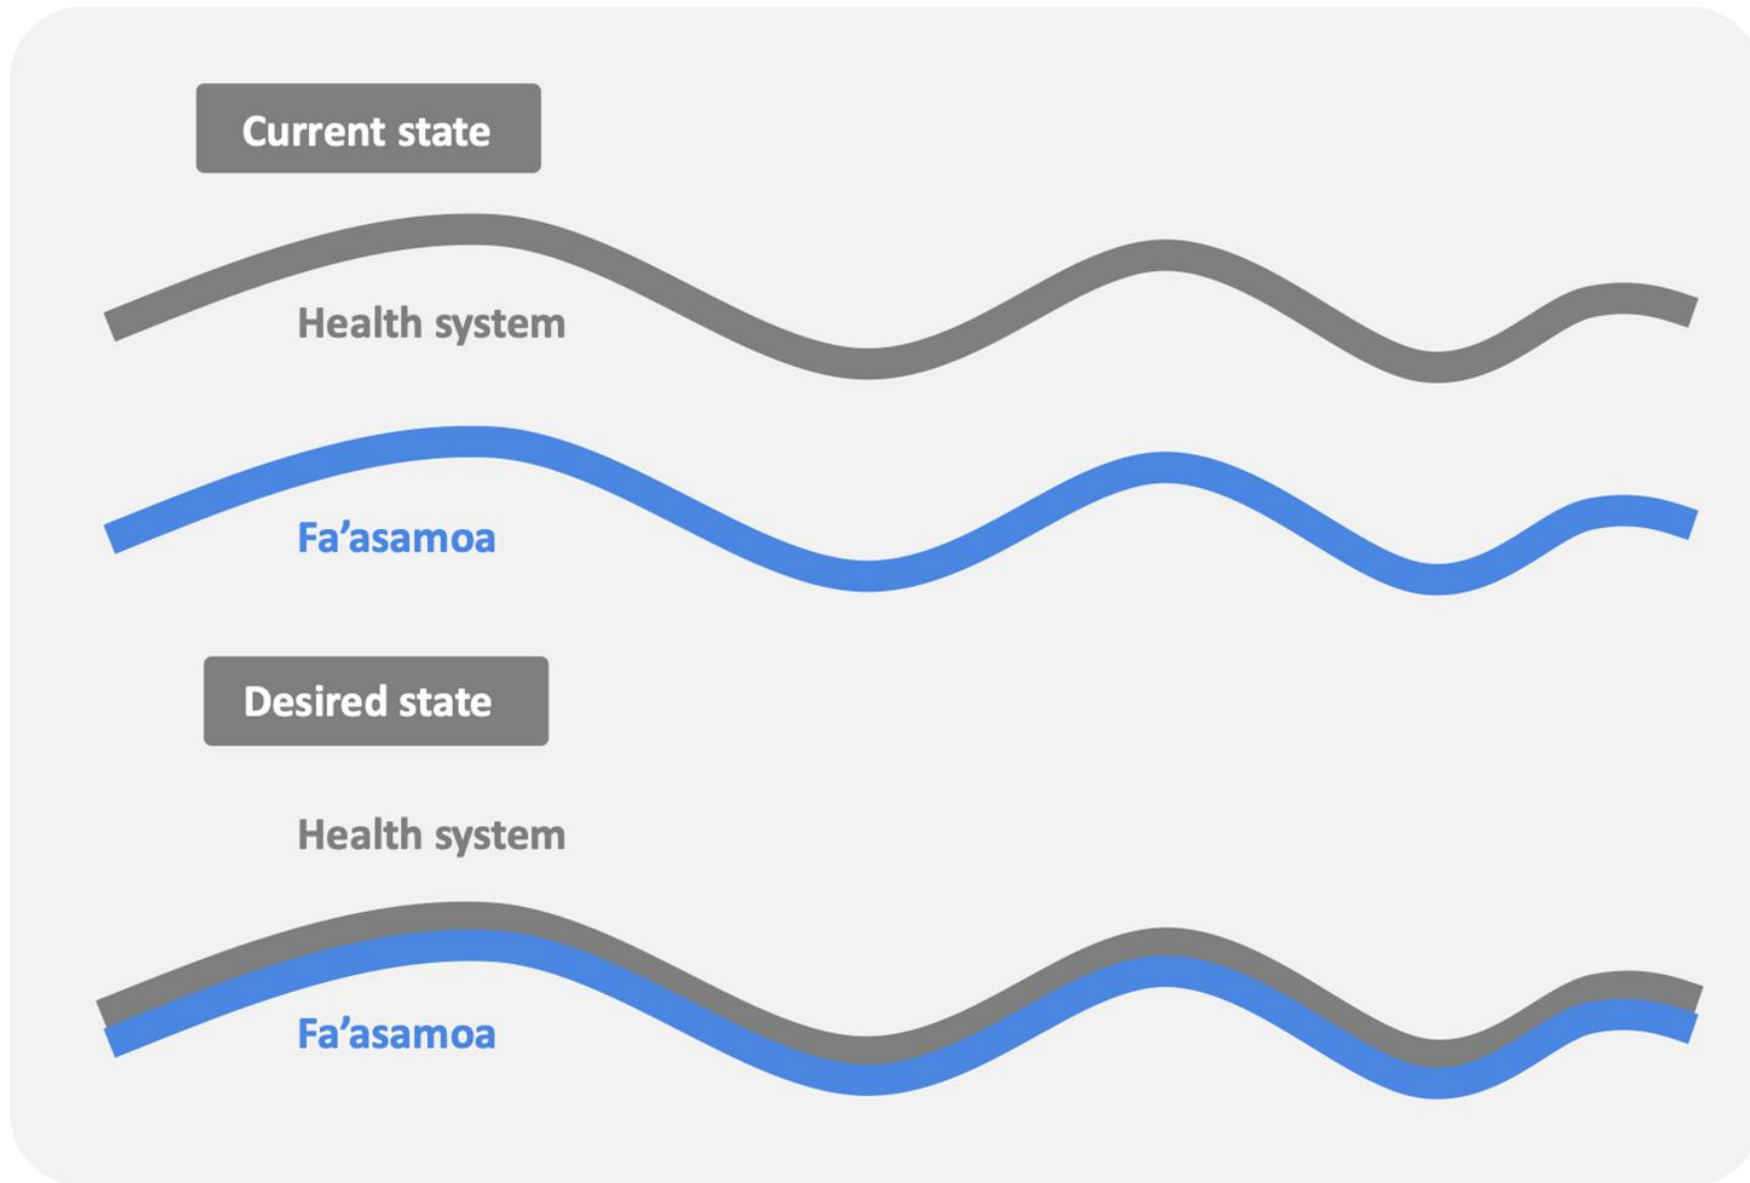 Current state
Health system
Fa’asamoa
Desired state
Health system
Fa’asamoa